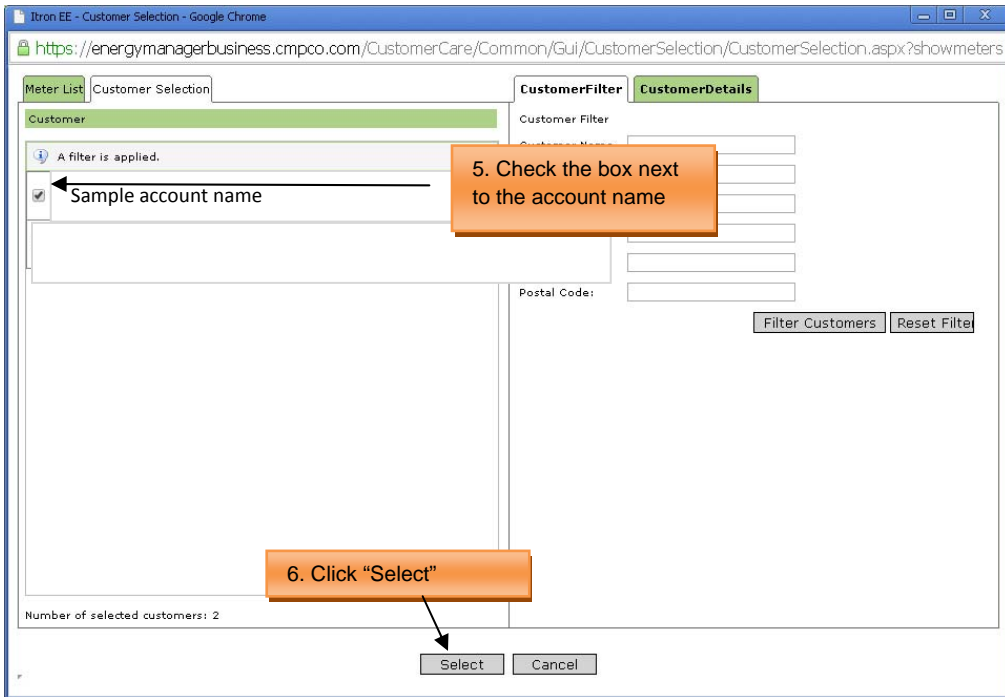 Itron EE - Customer Selection - Google Chrome
https://energymanagerbusiness.cmpco.com/CustomerCare/Common/Gui/CustomerSelection/CustomerSelection.aspx?showmeters
Meter List Customer Selection
CustomerFilter CustomerDetails
Customer
Customer Filter
A filter is applied.
Customer Name
5. Check the box next
to the account name
Sample account name
Postal Code:
Filter Customers Reset Filte
6. Click “Select”
Number of selected customers: 2
Select Cancel